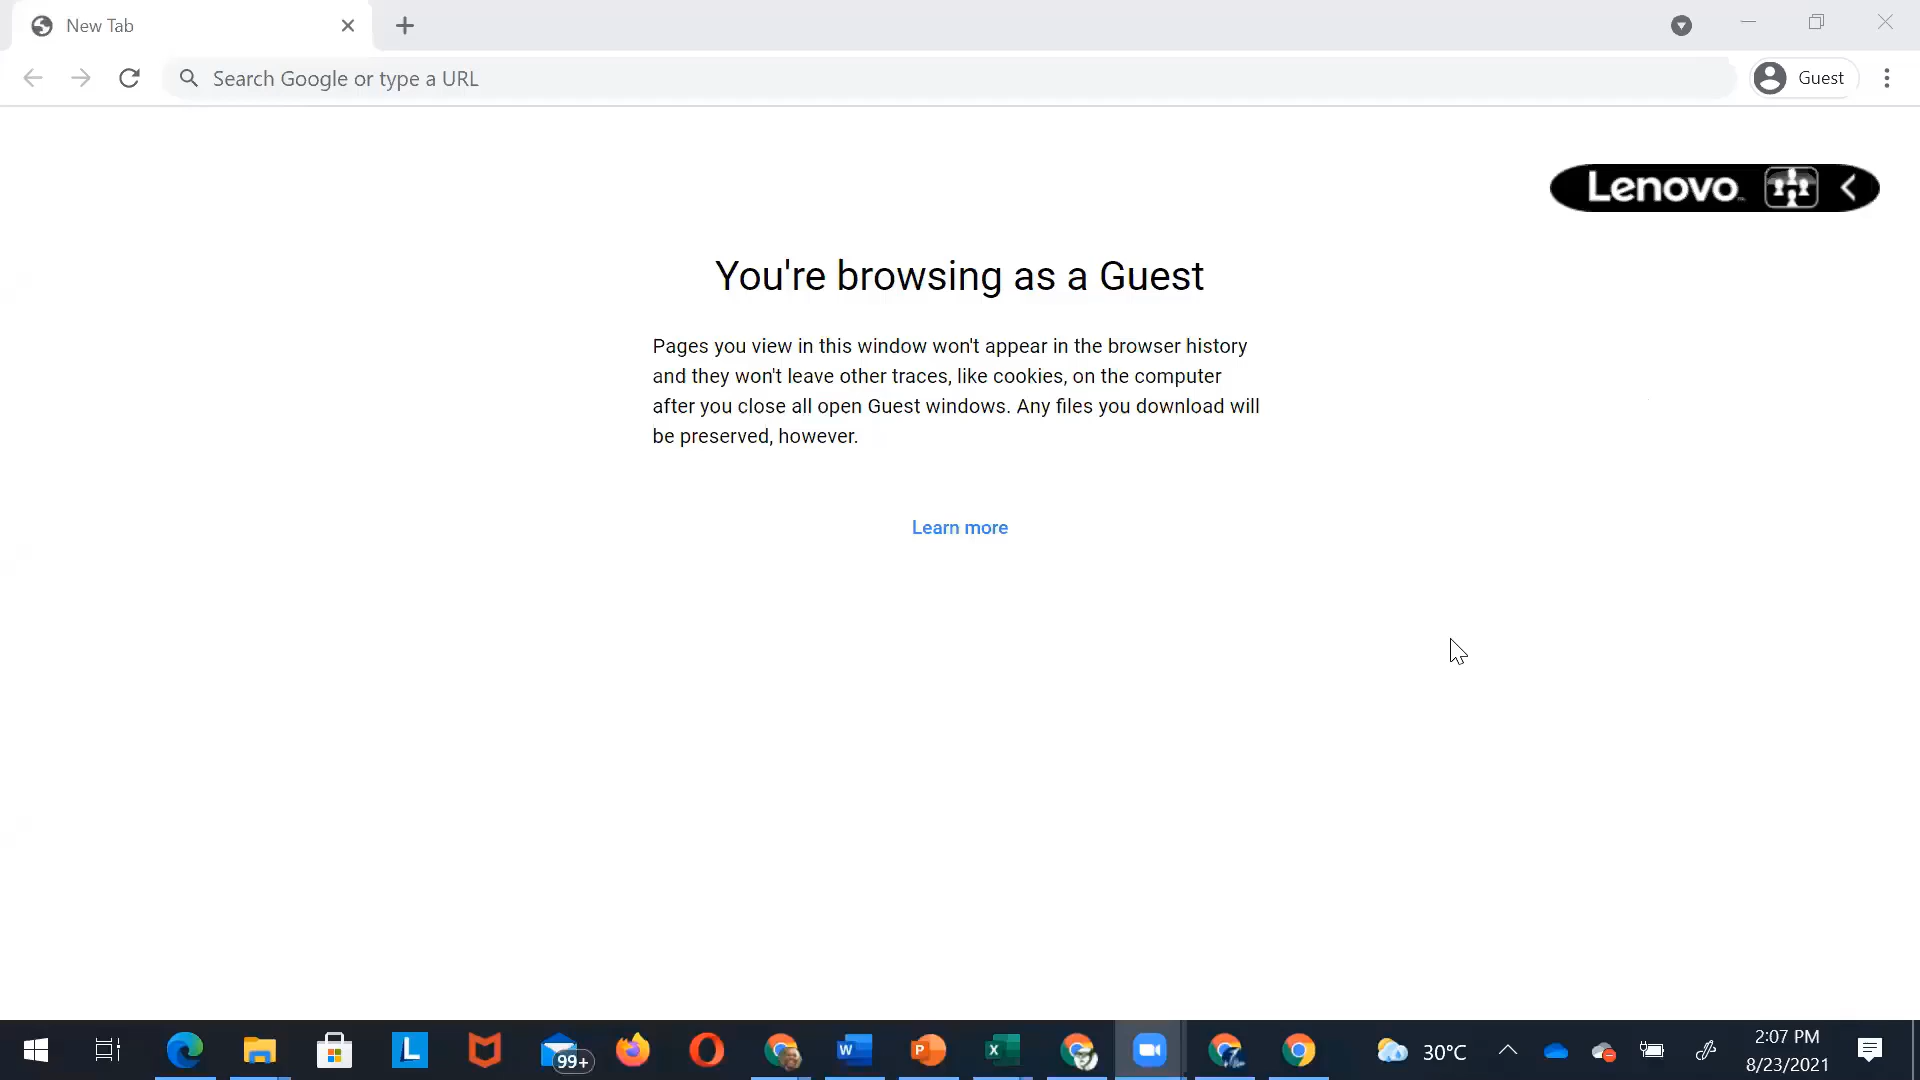 New Tab
Search Google or type a URL
Guest
Lenovo
You're browsing as a Guest
Pages you view in this window won't appear in the browser history
and they won't leave other traces, like cookies, on the computer
after you close all open Guest windows. Any files you download will
be preserved, however.
Learn more
L
99+
W
P
X
30°C
2:07 PM
8/23/2021